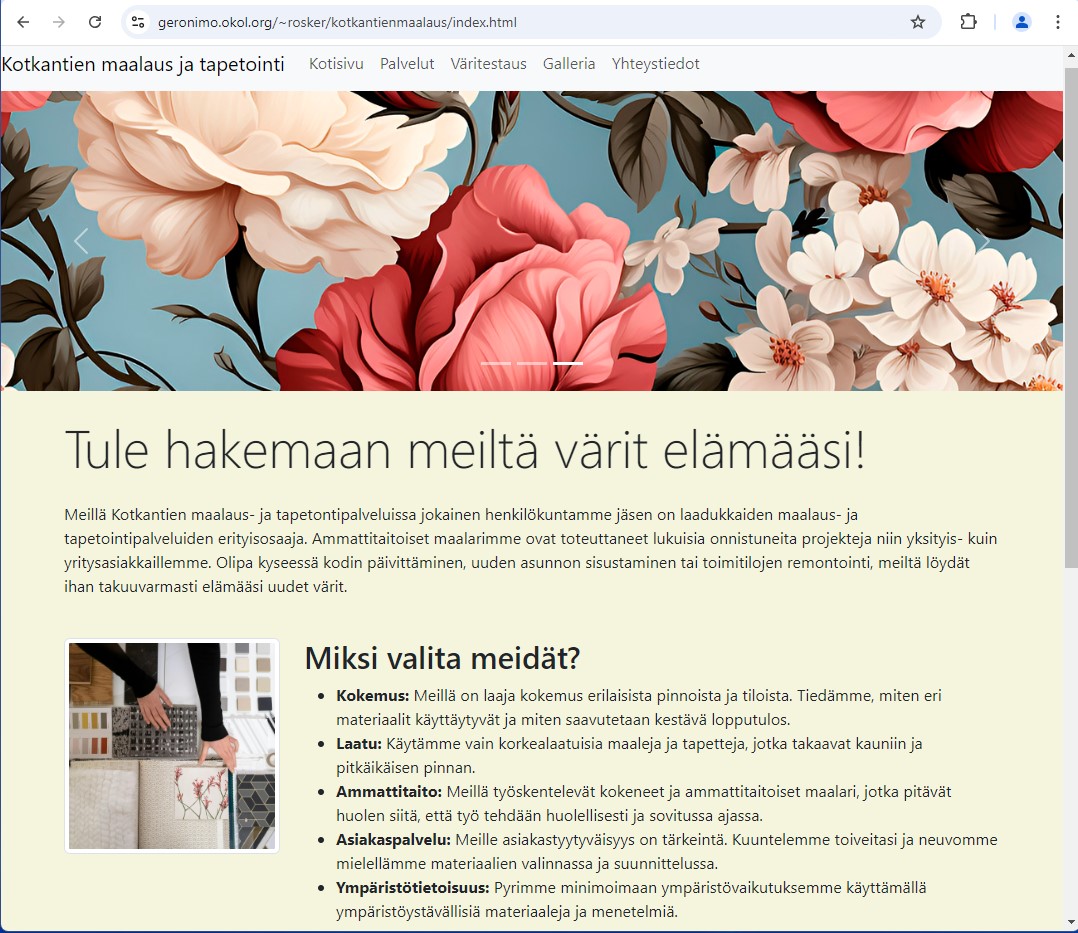 geronimo.okol.org/~rosker/kotkantienmaalaus/index.html
Kotkantien maalaus ja tapetointi Kotisivu Palvelut Väritestaus Galleria Yhteystiedot
Tule hakemaan meiltä värit elämääsi!
Meillä Kotkantien maalaus- ja tapetontipalveluissa jokainen henkilökuntamme jäsen on laadukkaiden maalaus- ja
tapetointipalveluiden erityisosaaja. Ammattitaitoiset maalarimme ovat toteuttaneet lukuisia onnistuneita projekteja niin yksityis- kuin
yritysasiakkaillemme. Olipa kyseessä kodin päivittäminen, uuden asunnon sisustaminen tai toimitilojen remontointi, meiltä löydät
ihan takuuvarmasti elämääsi uudet värit.
Miksi valita meidät?
Kokemus: Meillä on laaja kokemus erilaisista pinnoista ja tiloista. Tiedämme, miten eri
materiaalit käyttäytyvät ja miten saavutetaan kestävä lopputulos.
Laatu: Käytämme vain korkealaatuisia maaleja ja tapetteja, jotka takaavat kauniin ja
pitkäikäisen pinnan.
Ammattitaito: Meillä työskentelevät kokeneet ja ammattitaitoiset maalari, jotka pitävät
huolen siitä, että työ tehdään huolellisesti ja sovitussa ajassa.
Asiakaspalvelu: Meille asiakastyytyväisyys on tärkeintä. Kuuntelemme toiveitasi ja neuvomme
mielellämme materiaalien valinnassa ja suunnittelussa.
Ympäristötietoisuus: Pyrimme minimoimaan ympäristövaikutuksemme käyttämällä
ympäristöystävällisiä materiaaleja ja menetelmiä.